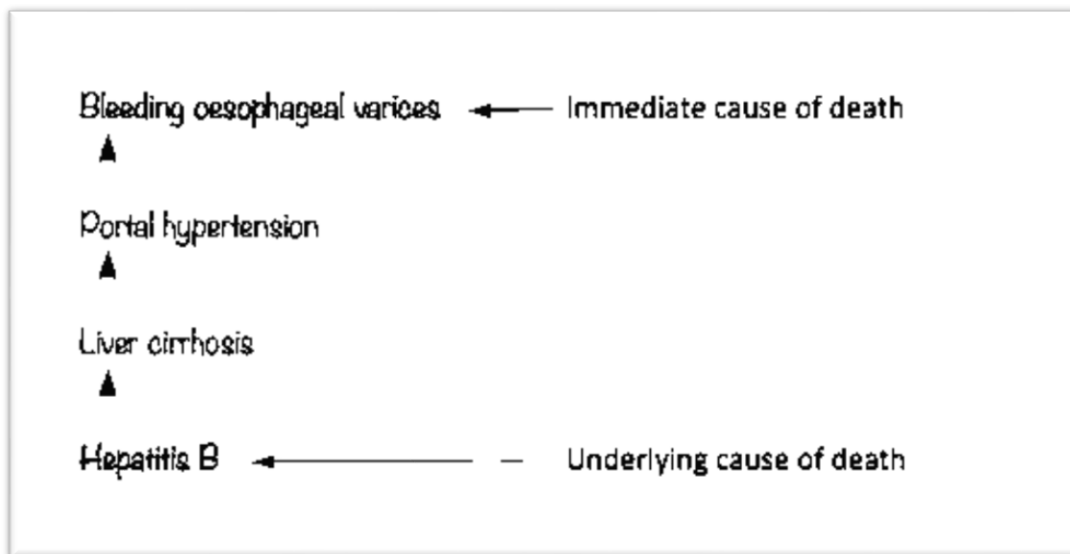 Bleeding oesophageal varices Immediate cause of death
Portal hypertension
Liver cirrhosis
Hepatitis B Underlying cause of death